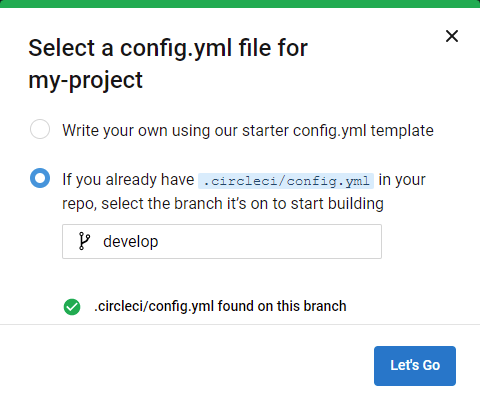 Select a config.yml file for
my-project
Write your own using our starter config.yml template
If you already have .circleci/config.yml in your
repo, select the branch it's on to start building
develop
.circleci/config.yml found on this branch
Let's Go